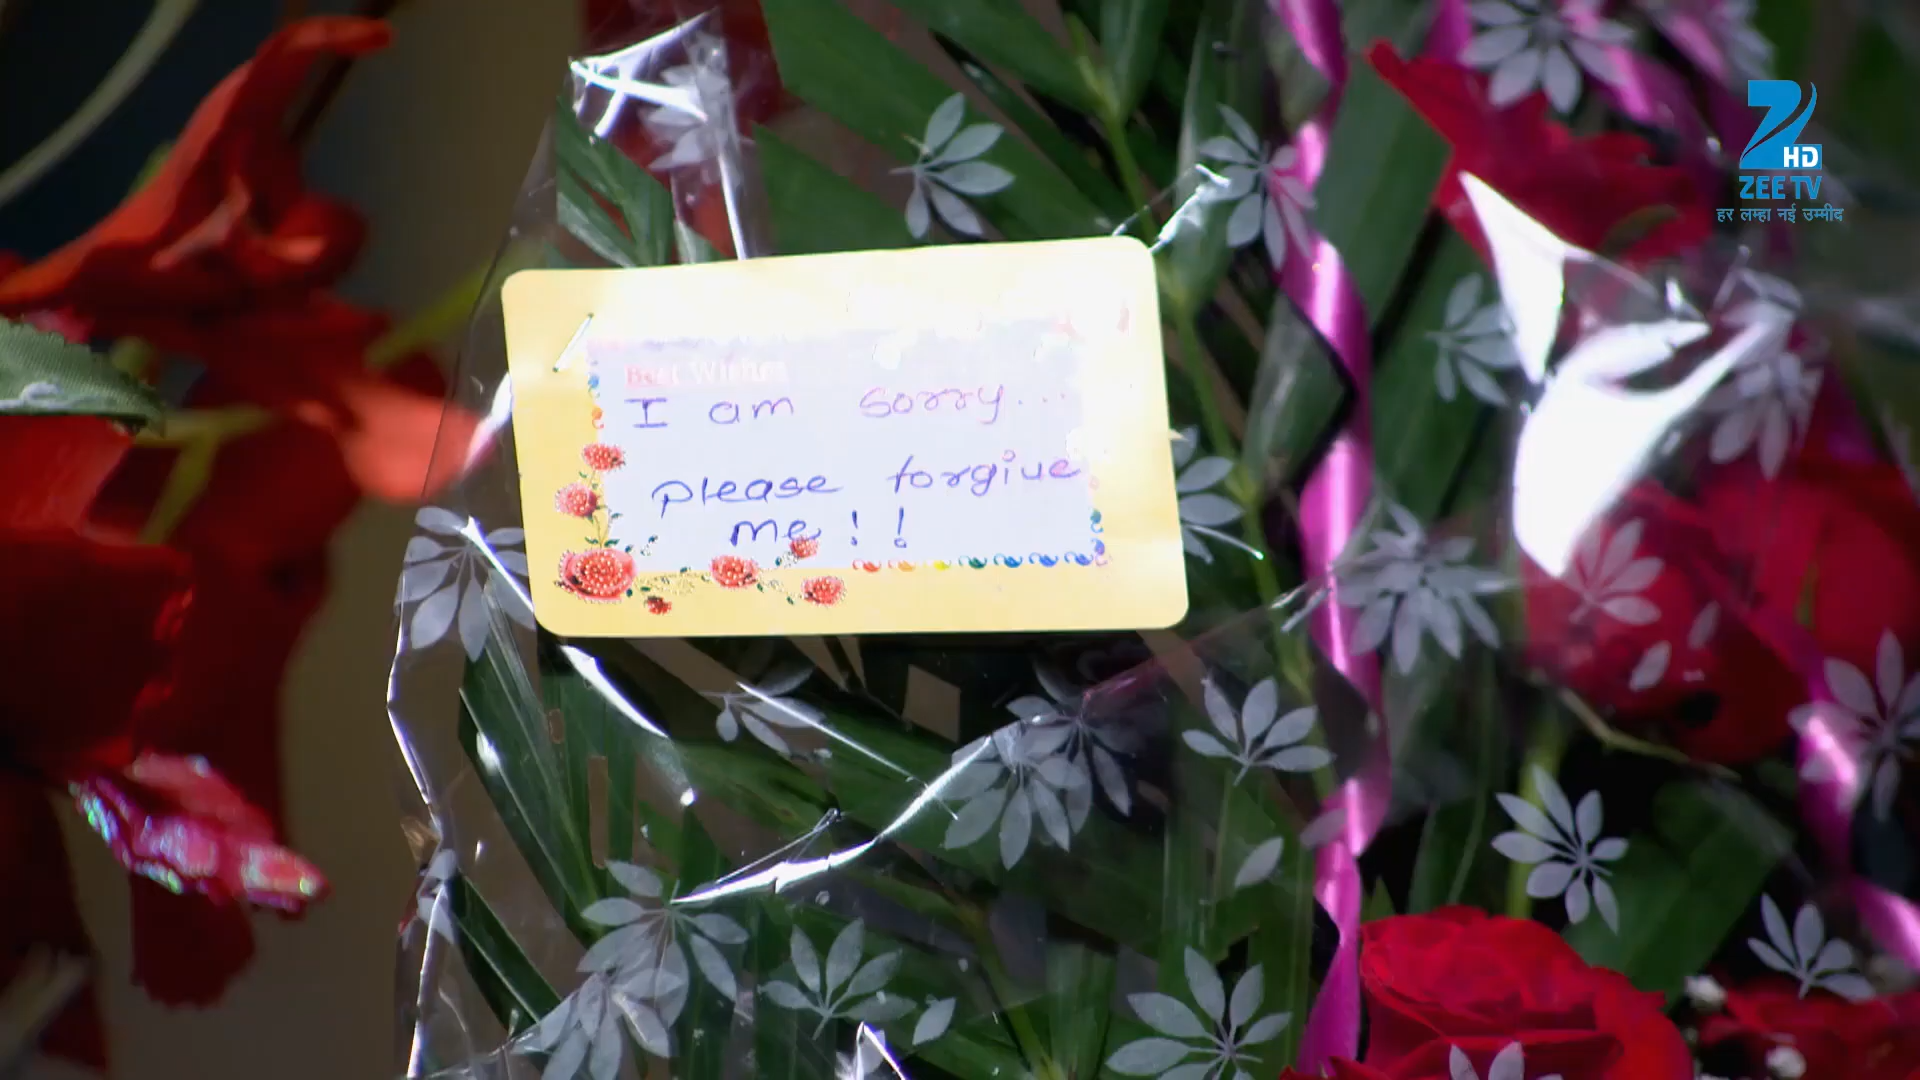 HD
ZEE TV
हर लम्हा नई उम्मीद
Best Wishes
I am sorry...
please forgive
me!!